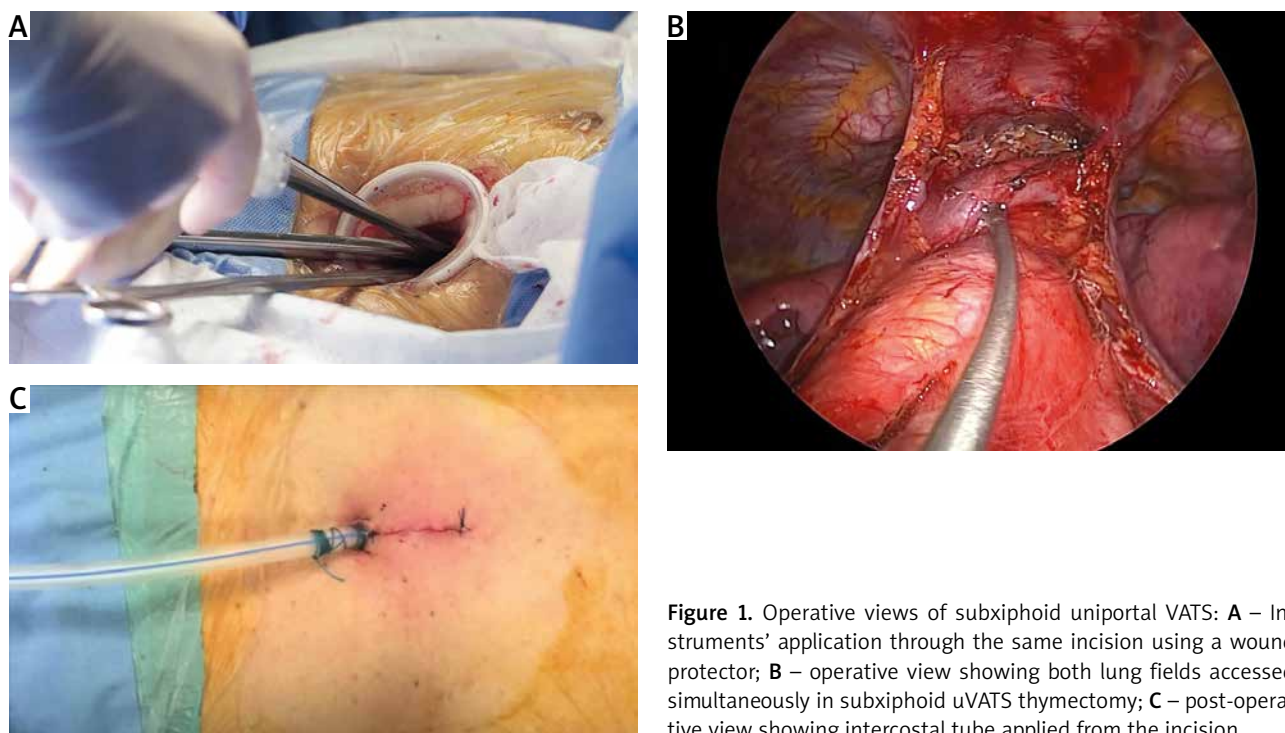 A
B
C
Figure 1. Operative views of subxiphoid uniportal VATS: A – In
struments’ application through the same incision using a wound
protector; B – operative view showing both lung fields accessed
simultaneously in subxiphoid uVATS thymectomy; C – post-opera
tive view showing intercostal tube applied from the incision